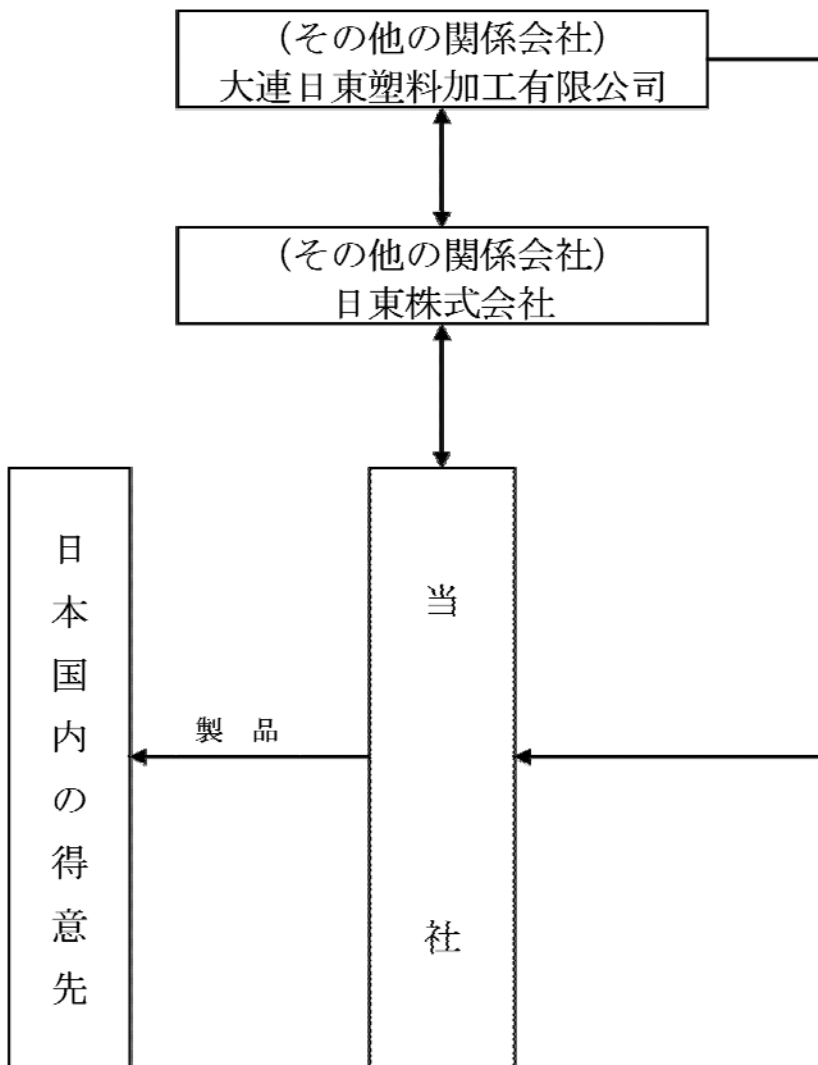 (その他の関係会社)
大連日東塑料加工有限公司
(その他の関係会社)
日東株式会社
日本国内の得意先
製 品
当 社